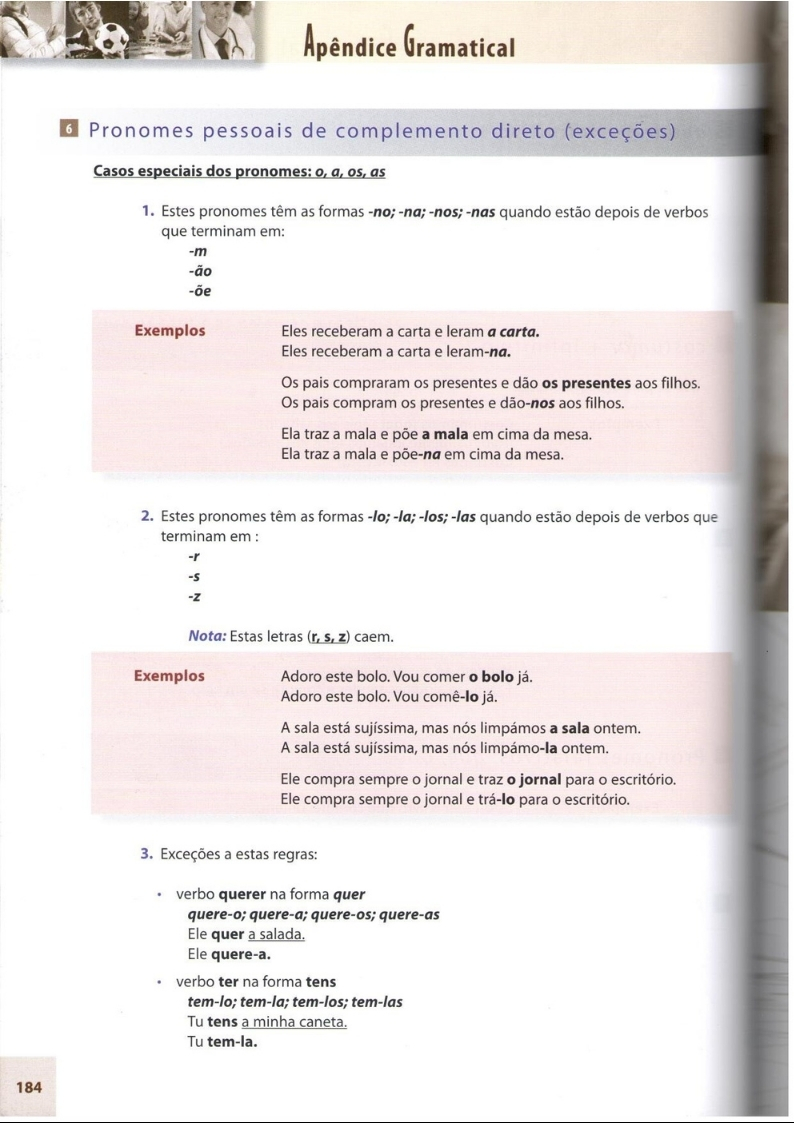 Apêndice Gramatical
6 Pronomes pessoais de complemento direto (exceções)
Casos especiais dos pronomes: o, a, os, as
1. Estes pronomes têm as formas -no; -na; -nos; -nas quando estão depois de verbos
que terminam em:
-m
-ão
-õe
Exemplos Eles receberam a carta e leram a carta.
Eles receberam a carta e leram-na.
Os pais compraram os presentes e dão os presentes aos filhos.
Os pais compram os presentes e dão-nos aos filhos.
Ela traz a mala e põe a mala em cima da mesa.
Ela traz a mala e põe-na em cima da mesa.
2. Estes pronomes têm as formas -lo; -la; -los; -las quando estão depois de verbos que
terminam em :
-r
-s
-z
Nota: Estas letras (r, s, z) caem.
Exemplos Adoro este bolo. Vou comer o bolo já.
Adoro este bolo. Vou comê-lo já.
A sala está sujíssima, mas nós limpámos a sala ontem.
A sala está sujíssima, mas nós limpámo-la ontem.
Ele compra sempre o jornal e traz o jornal para o escritório.
Ele compra sempre o jornal e trá-lo para o escritório.
3. Exceções a estas regras:
• verbo querer na forma quer
quere-o; quere-a; quere-os; quere-as
Ele quer a salada.
Ele quere-a.
• verbo ter na forma tens
tem-lo; tem-la; tem-los; tem-las
Tu tens a minha caneta.
Tu tem-la.
184